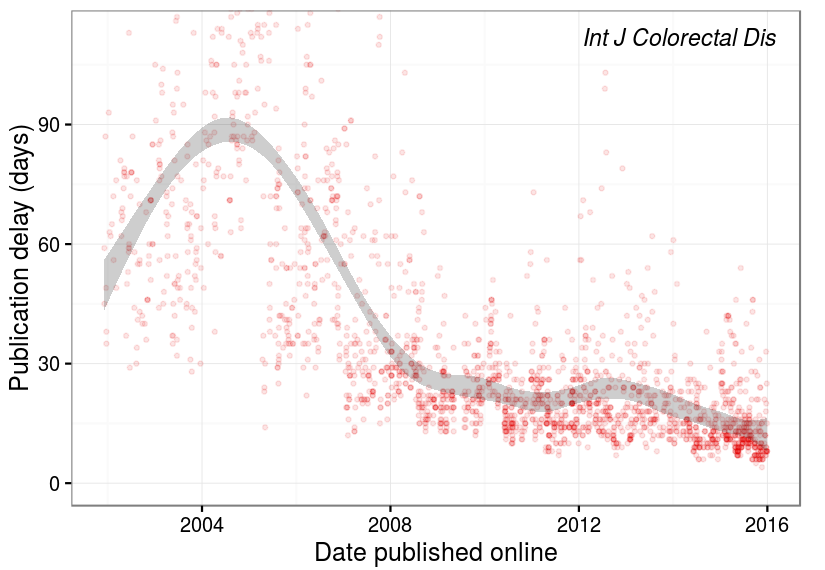 Int J Colorectal Dis
Publication delay (days)
90
60
30
0
2004 2008 2012 2016
Date published online